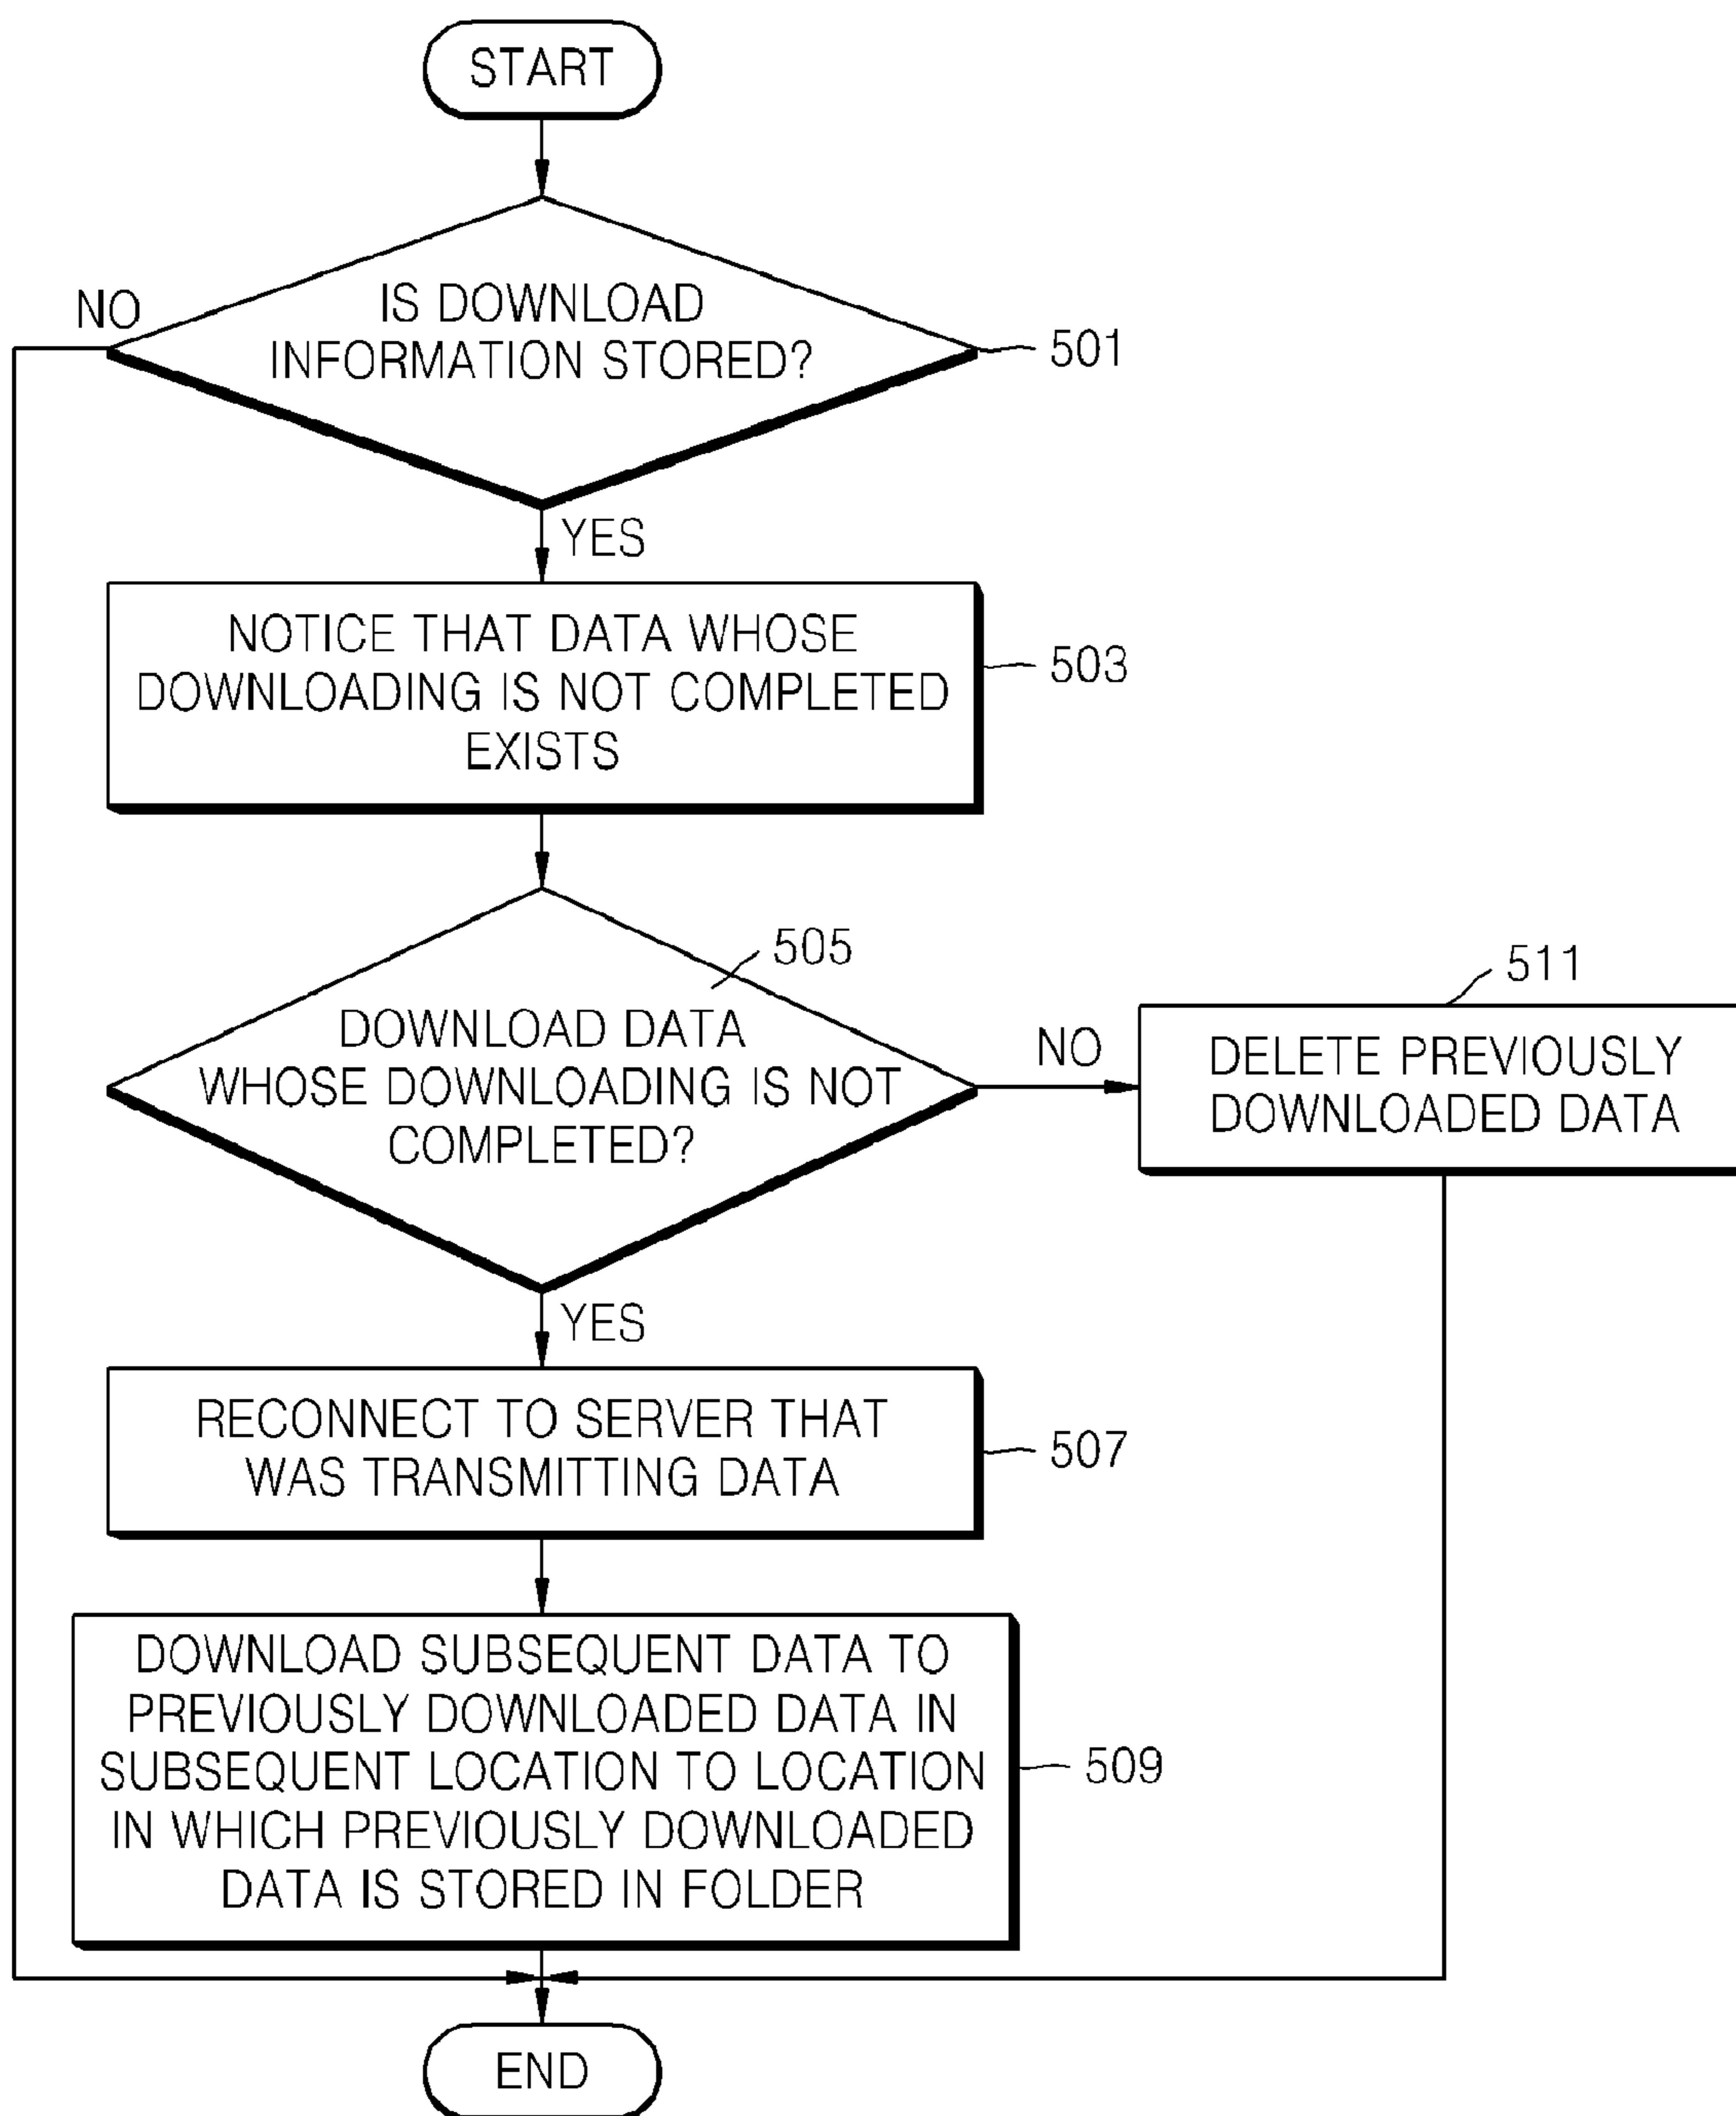 START
NO
IS DOWNLOAD
INFORMATION STORED?
501
YES
NOTICE THAT DATA WHOSE
DOWNLOADING IS NOT COMPLETED
EXISTS
503
505
DOWNLOAD DATA
WHOSE DOWNLOADING IS NOT
COMPLETED?
NO
511
DELETE PREVIOUSLY
DOWNLOADED DATA
YES
RECONNECT TO SERVER THAT
WAS TRANSMITTING DATA
507
DOWNLOAD SUBSEQUENT DATA TO
PREVIOUSLY DOWNLOADED DATA IN
SUBSEQUENT LOCATION TO LOCATION
IN WHICH PREVIOUSLY DOWNLOADED
DATA IS STORED IN FOLDER
509
END